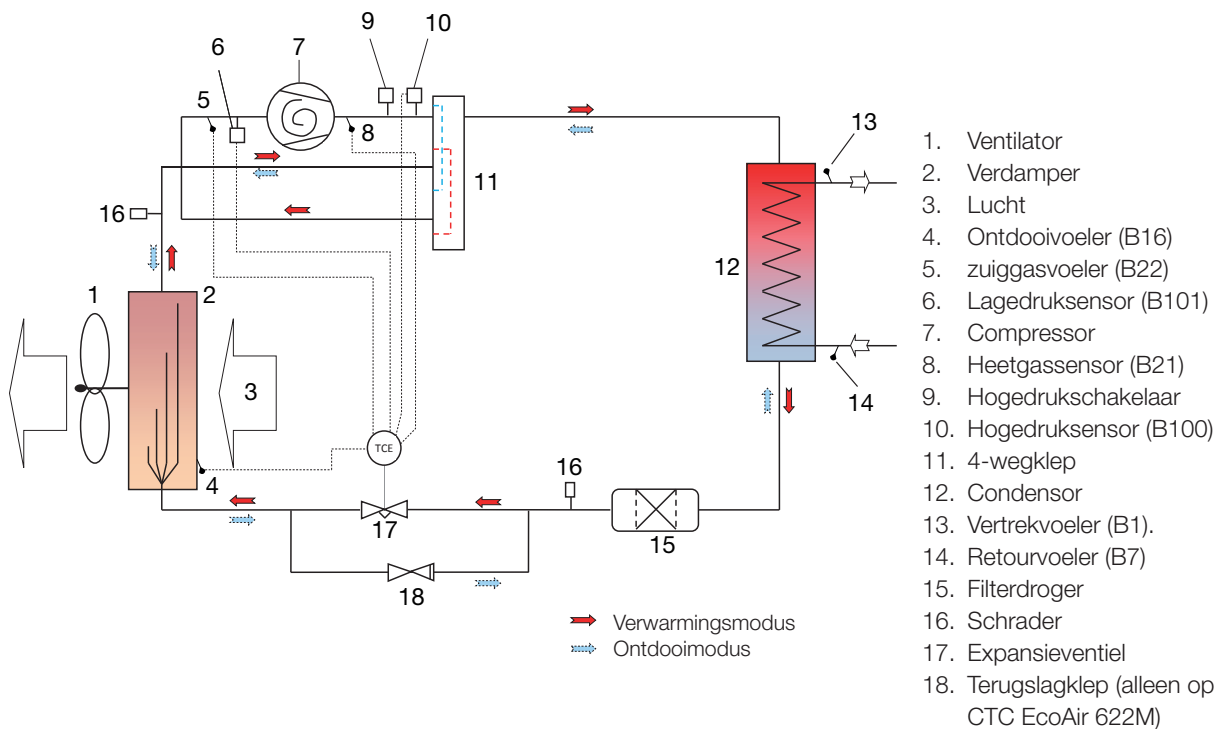 9
10
6
7
5
8
11
13
16
12
1
2
3
14
TCE
4
16
17
15
18
Verwarmingsmodus
Ontdooimodus
1. Ventilator
2. Verdamper
3. Lucht
4. Ontdooivoeler (B16)
5. zuiggasvoeler (B22)
6. Lagedruksensor (B101)
7. Compressor
8. Heetgassensor (B21)
9. Hogedrukschakelaar
10. Hogedruksensor (B100)
11. 4-wegklep
12. Condensor
13. Vertrekvoeler (B1).
14. Retourvoeler (B7)
15. Filterdroger
16. Schrader
17. Expansieventiel
18. Terugslagklep (alleen op
CTC EcoAir 622M)